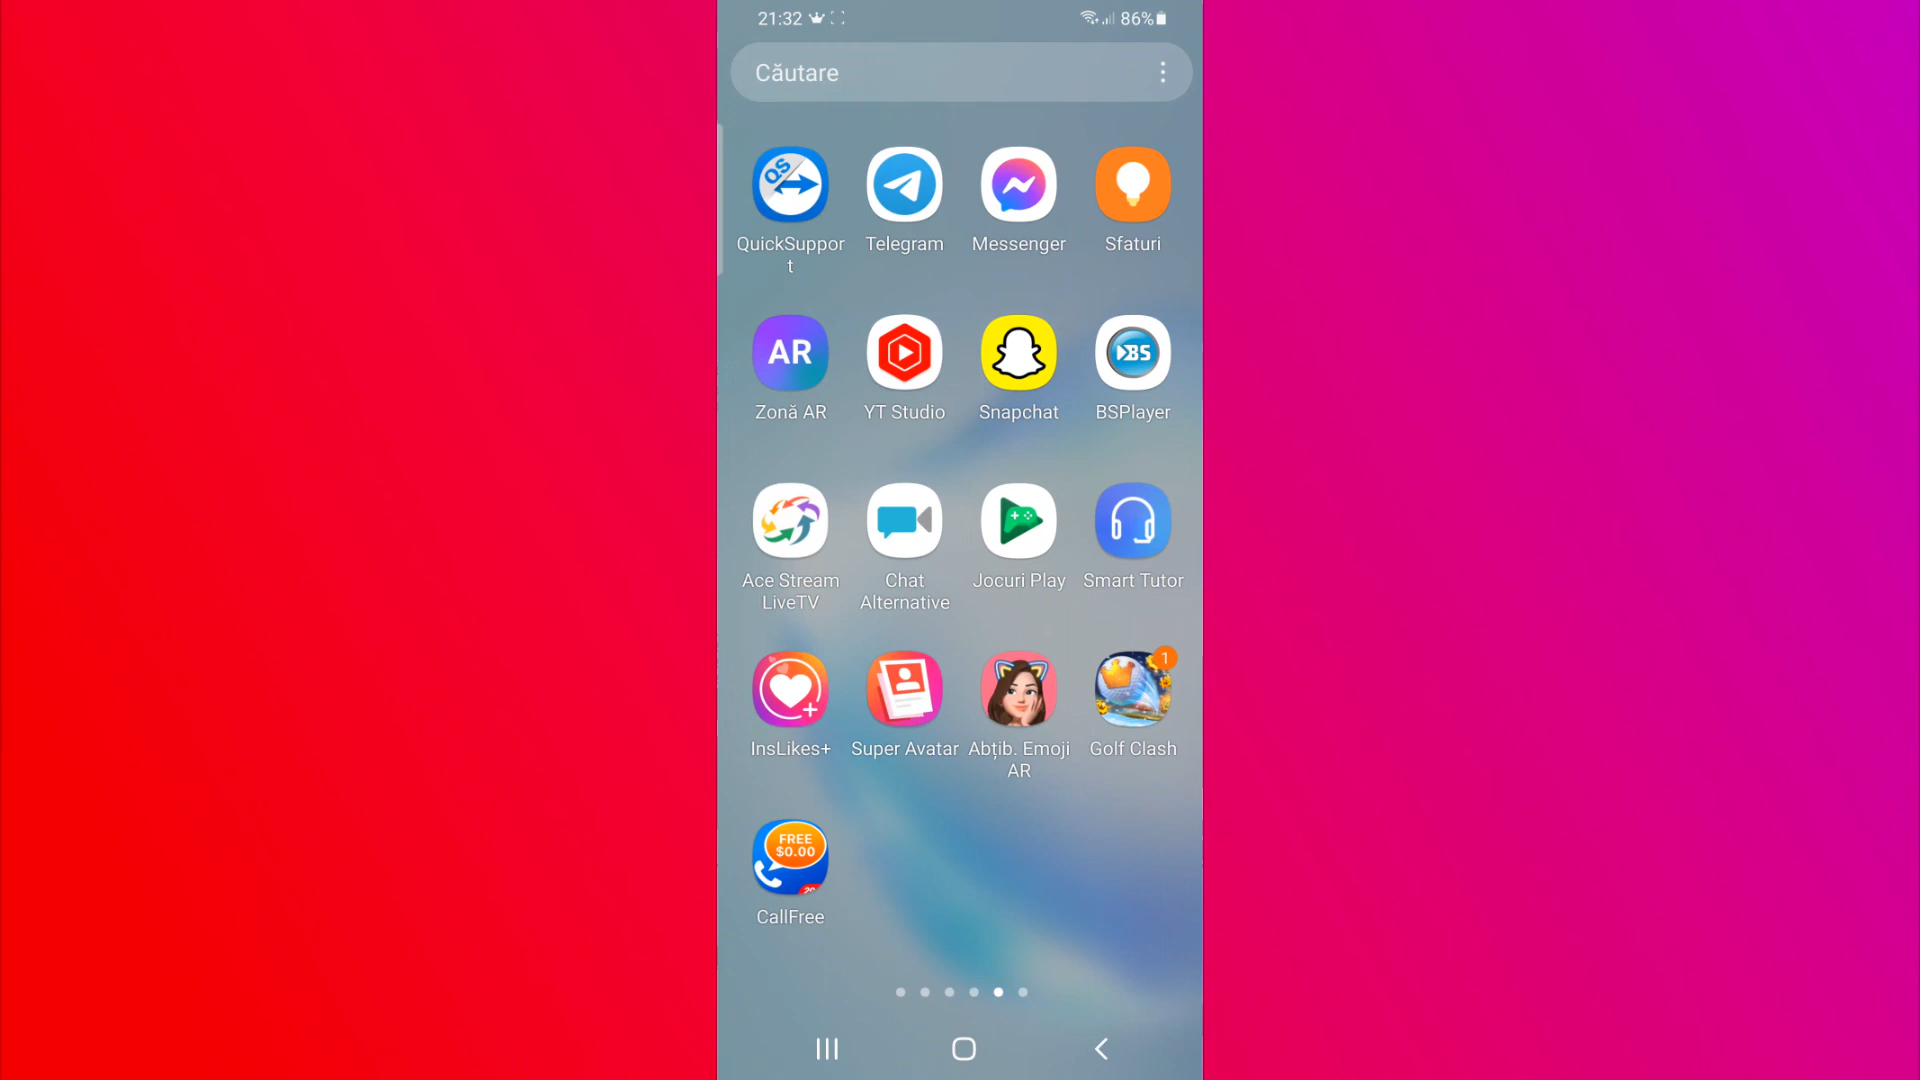 21:32
86%
Căutare
QS
QuickSuppor
t
Telegram
Messenger
Sfaturi
AR
BS
Zonă AR
YT Studio
Snapchat
BSPlayer
Ace Stream
LiveTV
Chat
Alternative
Jocuri Play
Smart Tutor
1
InsLikes+
Super Avatar
Abțib. Emoji
AR
Golf Clash
FREE
$0.00
CallFree